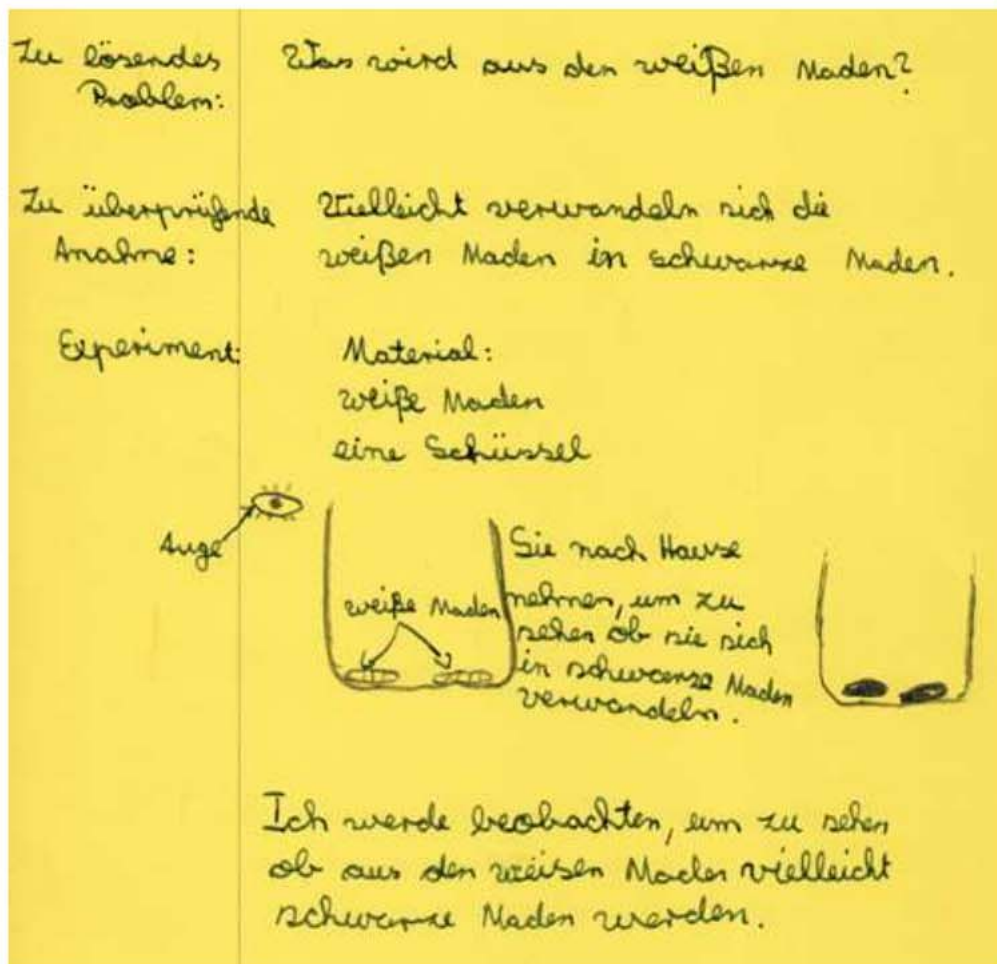 Zu lösendes Problem:
Was wird aus den weißen Maden?
Zu überprüfende Anahme:
Vielleicht verwandeln sich die
weißen Maden in schwarze Maden.
Experiment:
Material:
weiße Maden
eine Schüssel
Auge
weiße Maden
Sie nach Hause
nehmen, um zu
sehen ob sie sich
in schwarze Maden
verwandeln.
Ich werde beobachten, um zu sehen
ob aus den weisen Maden vielleicht
schwarze Maden werden.